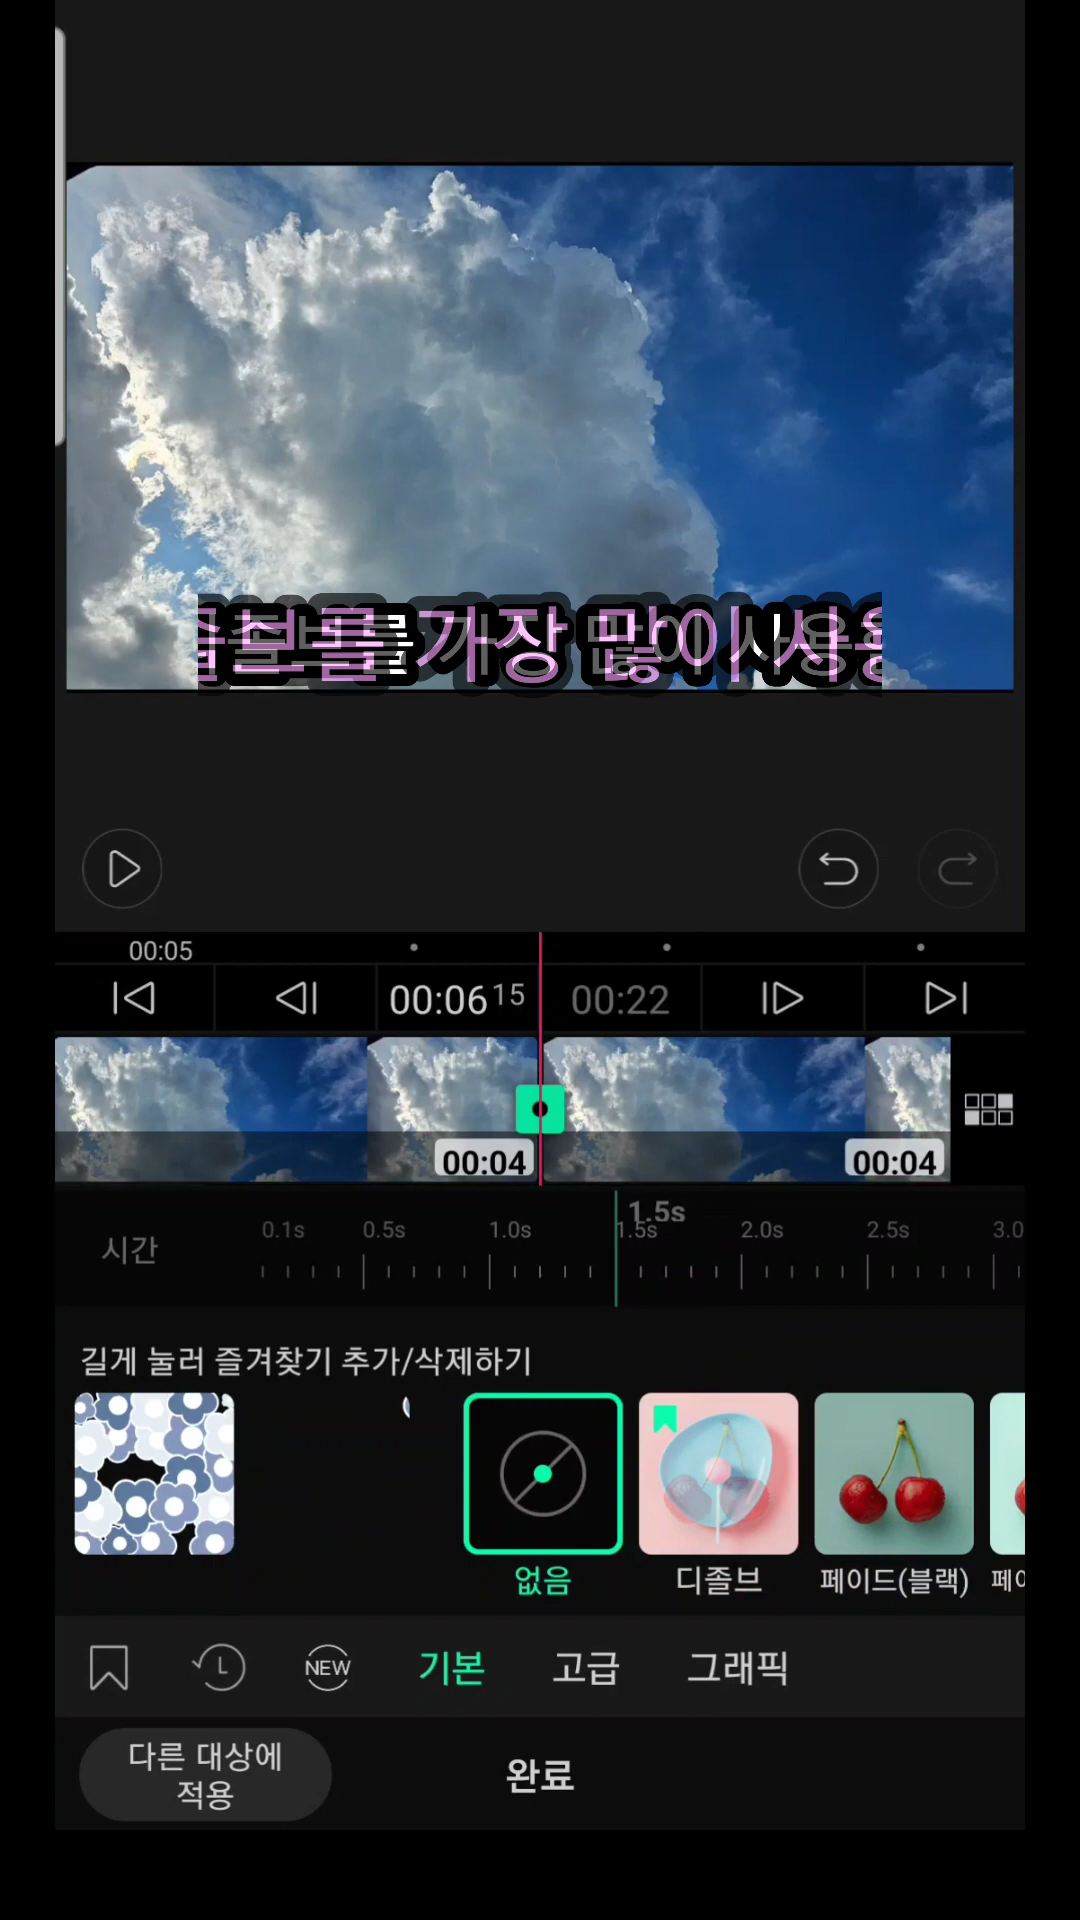 졸브를 가장 많이 사용
00:05
00:06 15
00:22
00:04
00:04
1.5s
시간
0.1s 0.5s 1.0s 1.5s 2.0s 2.5s 3.0
길게 눌러 즐겨찾기 추가/삭제하기
없음
디졸브
페이드(블랙)
NEW
기본
고급
그래픽
다른 대상에
적용
완료